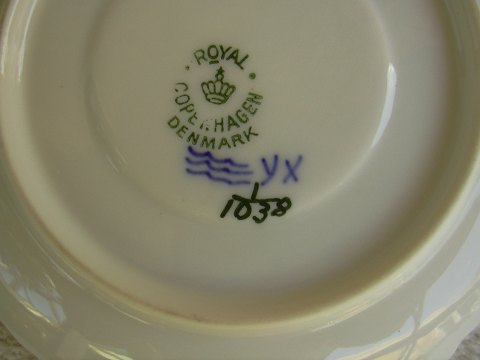 ROYAL
COPENHAGEN
DENMARK
yx
1
1038